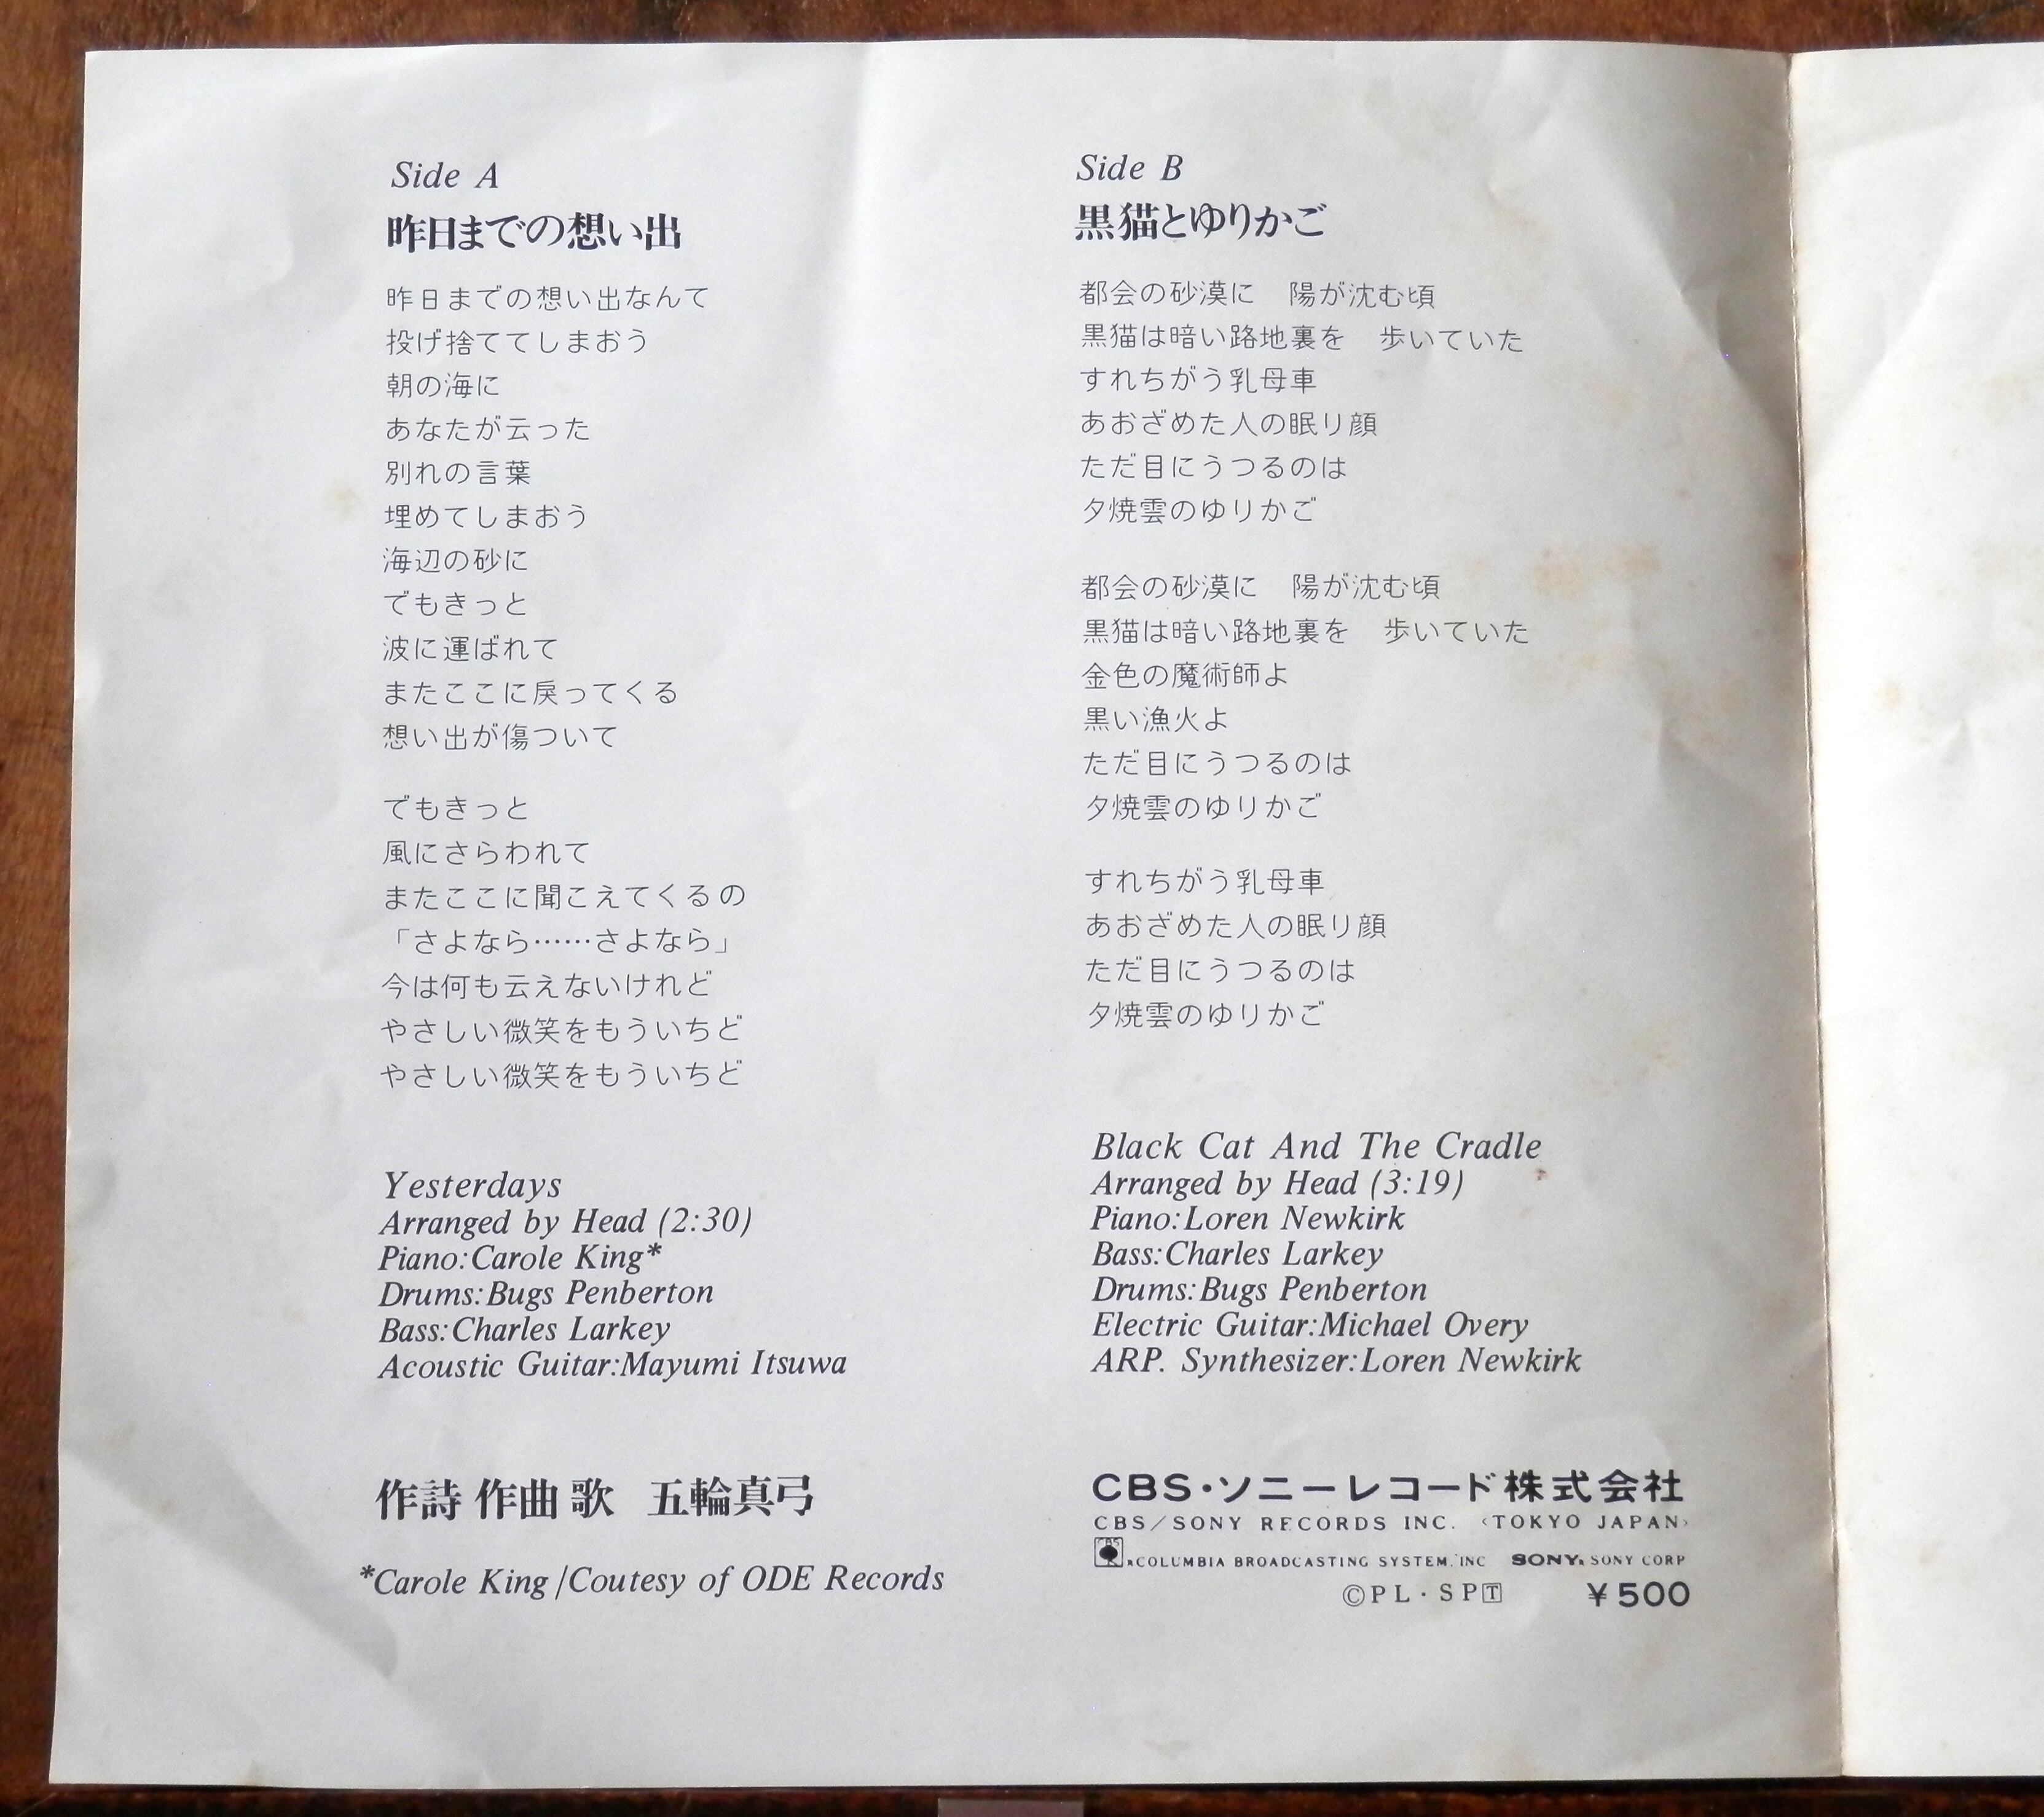 Side A
昨日までの想い出
昨日までの想い出なんて
投げ捨ててしまおう
朝の海に
あなたが云った
別れの言葉
埋めてしまおう
海辺の砂に
でもきっと
波に運ばれて
またここに戻ってくる
想い出が傷ついて
でもきっと
風にさらわれて
またここに聞こえてくるの
「さよなら……さよなら」
今は何も云えないけれど
やさしい微笑をもういちど
やさしい微笑をもういちど
Yesterdays
Arranged by Head (2:30)
Piano:Carole King*
Drums:Bugs Penberton
Bass:Charles Larkey
Acoustic Guitar:Mayumi Itsuwa
作詩 作曲 歌 五輪真弓
*Carole King/Coutesy of ODE Records
Side B
黒猫とゆりかご
都会の砂漠に　陽が沈む頃
黒猫は暗い路地裏を　歩いていた
すれちがう乳母車
あおざめた人の眠り顔
ただ目にうつるのは
夕焼雲のゆりかご
都会の砂漠に　陽が沈む頃
黒猫は暗い路地裏を　歩いていた
金色の魔術師よ
黒い漁火よ
ただ目にうつるのは
夕焼雲のゆりかご
すれちがう乳母車
あおざめた人の眠り顔
ただ目にうつるのは
夕焼雲のゆりかご
Black Cat And The Cradle
Arranged by Head (3:19)
Piano:Loren Newkirk
Bass:Charles Larkey
Drums:Bugs Penberton
Electric Guitar:Michael Overy
ARP. Synthesizer:Loren Newkirk
CBS・ソニーレコード株式会社
CBS/SONY RECORDS INC. 〈TOKYO JAPAN〉
CBS R COLUMBIA BROADCASTING SYSTEM. INC SONY R SONY CORP
©PL・SP🅃 ¥500